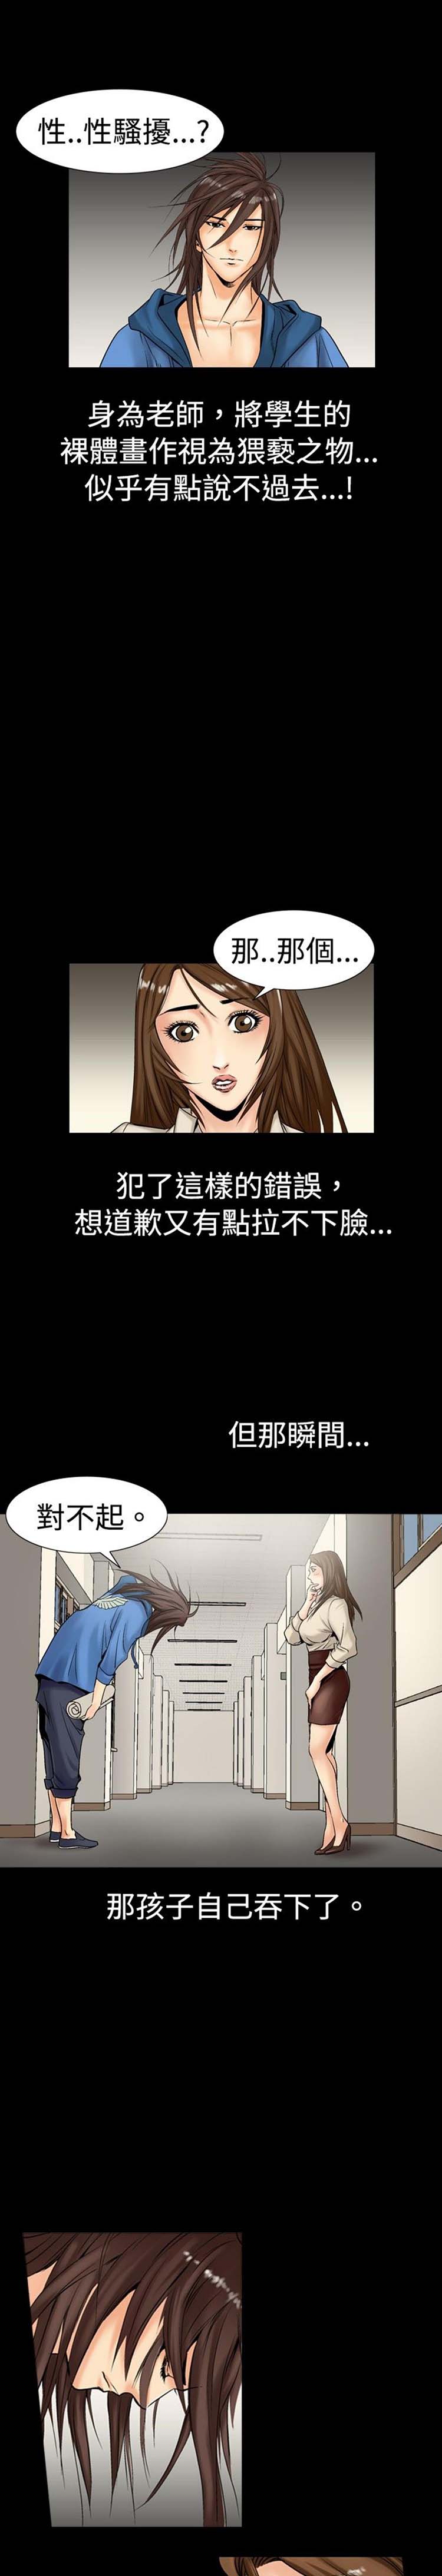 性..性騷擾...?
身為老師，將學生的
裸體畫作視為猥褻之物...
似乎有點說不過去...!
那..那個...
犯了這樣的錯誤，
想道歉又有點拉不下臉...
但那瞬間...
對不起。
那孩子自己吞下了。